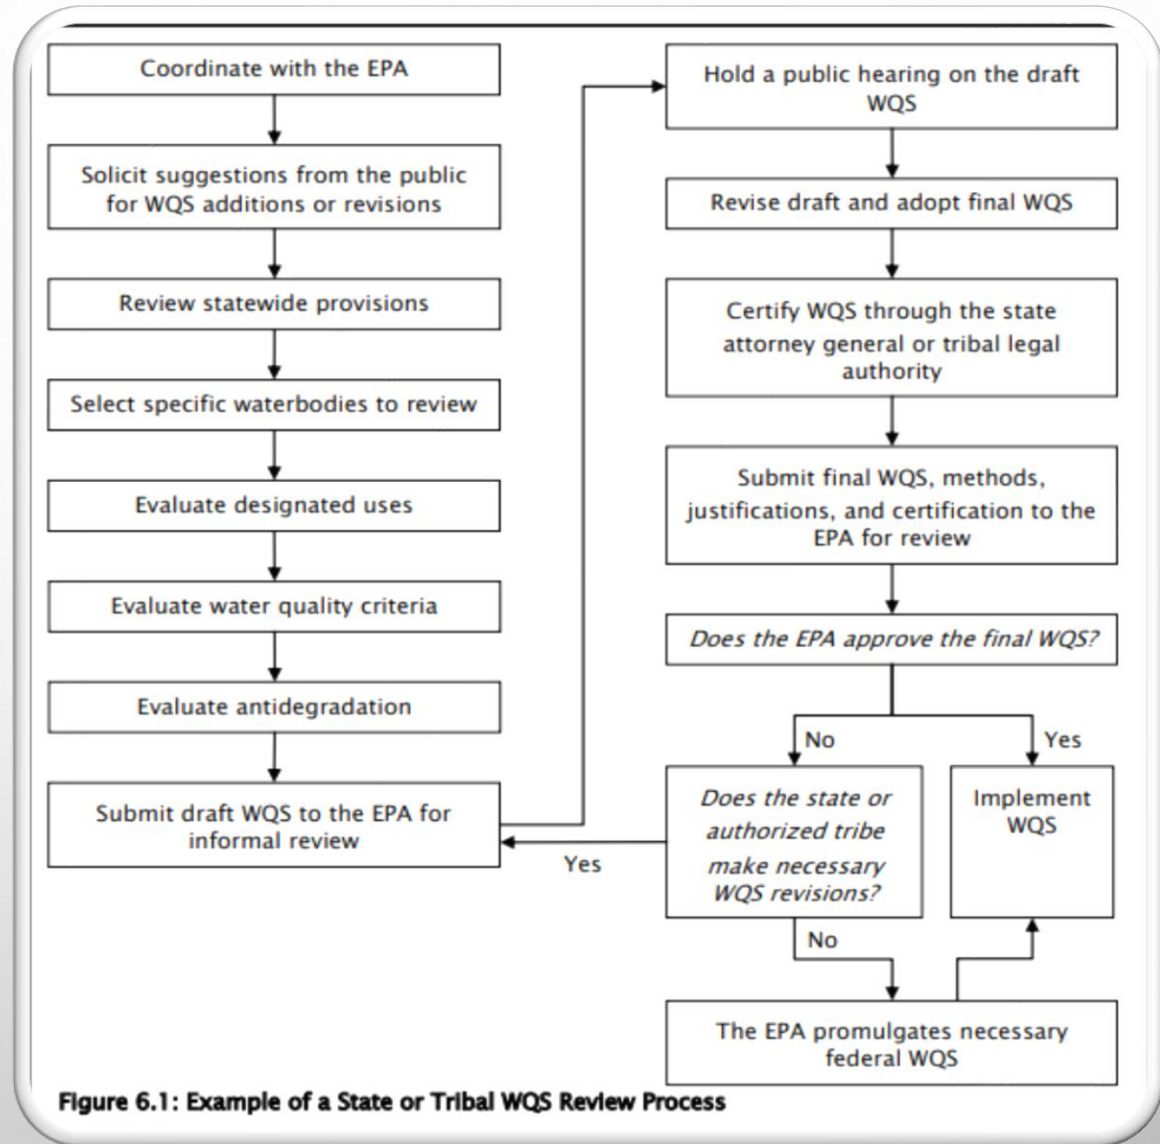 Coordinate with the EPA
Solicit suggestions from the public
for WQS additions or revisions
Review statewide provisions
Select specific waterbodies to review
Evaluate designated uses
Evaluate water quality criteria
Evaluate antidegradation
Submit draft WQS to the EPA for
informal review
Hold a public hearing on the draft
WQS
Revise draft and adopt final WQS
Certify WQS through the state
attorney general or tribal legal
authority
Submit final WQS, methods,
justifications, and certification to the
EPA for review
Does the EPA approve the final WQS?
No
Yes
Does the state or
authorized tribe
make necessary
WQS revisions?
Implement
WQS
Yes
No
The EPA promulgates necessary
federal WQS
Figure 6.1: Example of a State or Tribal WQS Review Process